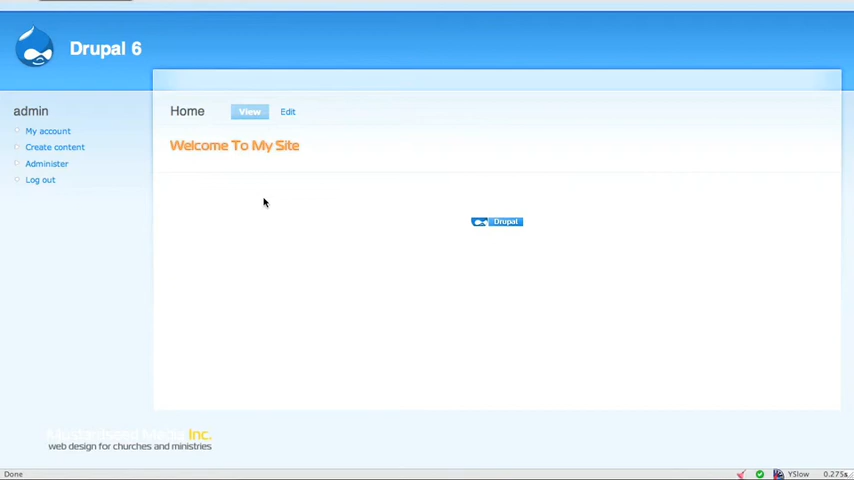 Drupal 6
admin
My account
Create content
Administer
Log out
Home View Edit
Welcome To My Site
Drupal
Inc.
web design for churches and ministries
Done YSlow 0.275s